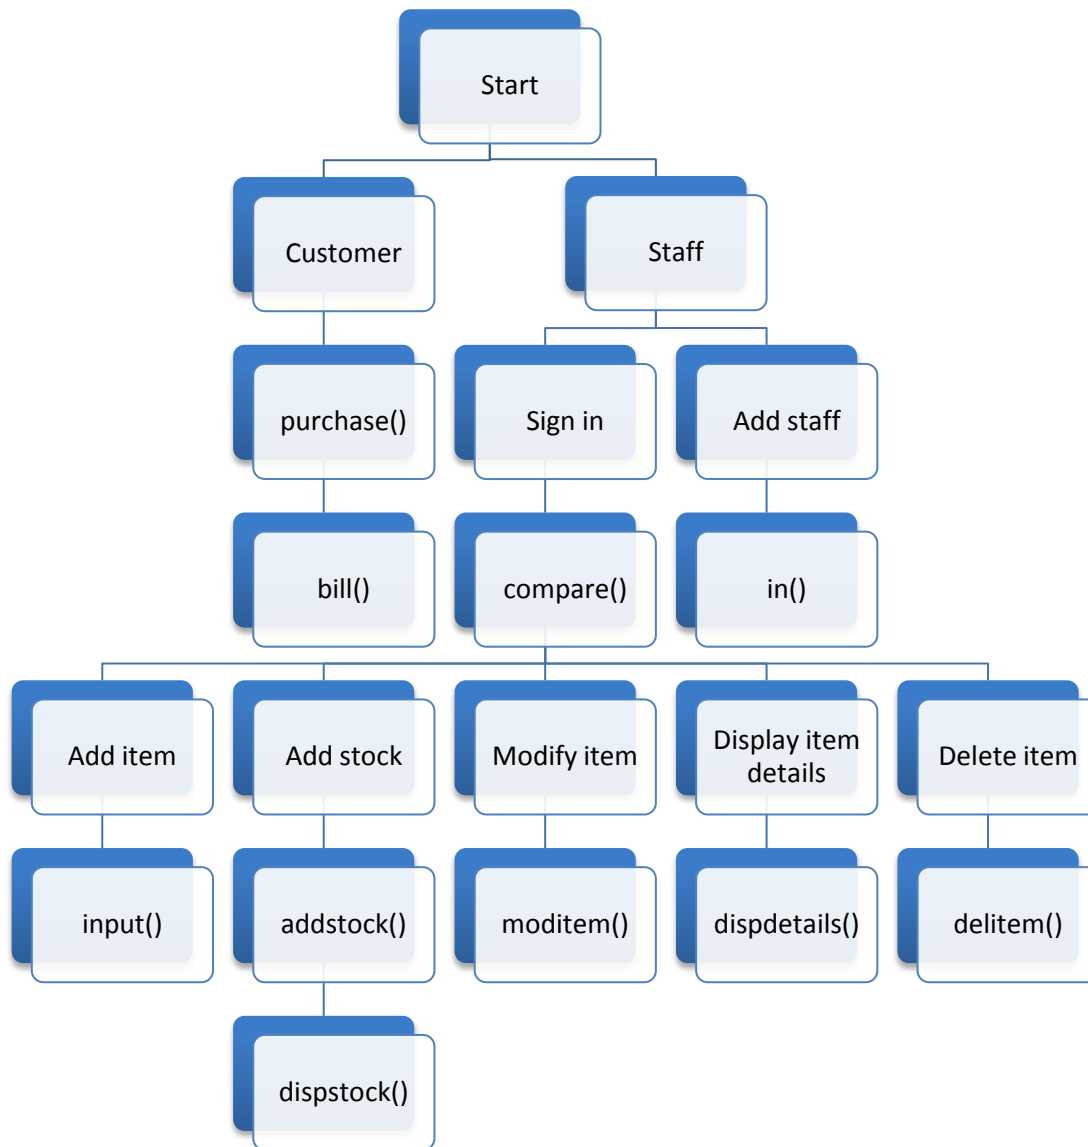 Start
Customer
Staff
purchase()
Sign in
Add staff
bill()
compare()
in()
Add item
Add stock
Modify item
Display item
details
Delete item
input()
addstock()
moditem()
dispdetails()
delitem()
dispstock()